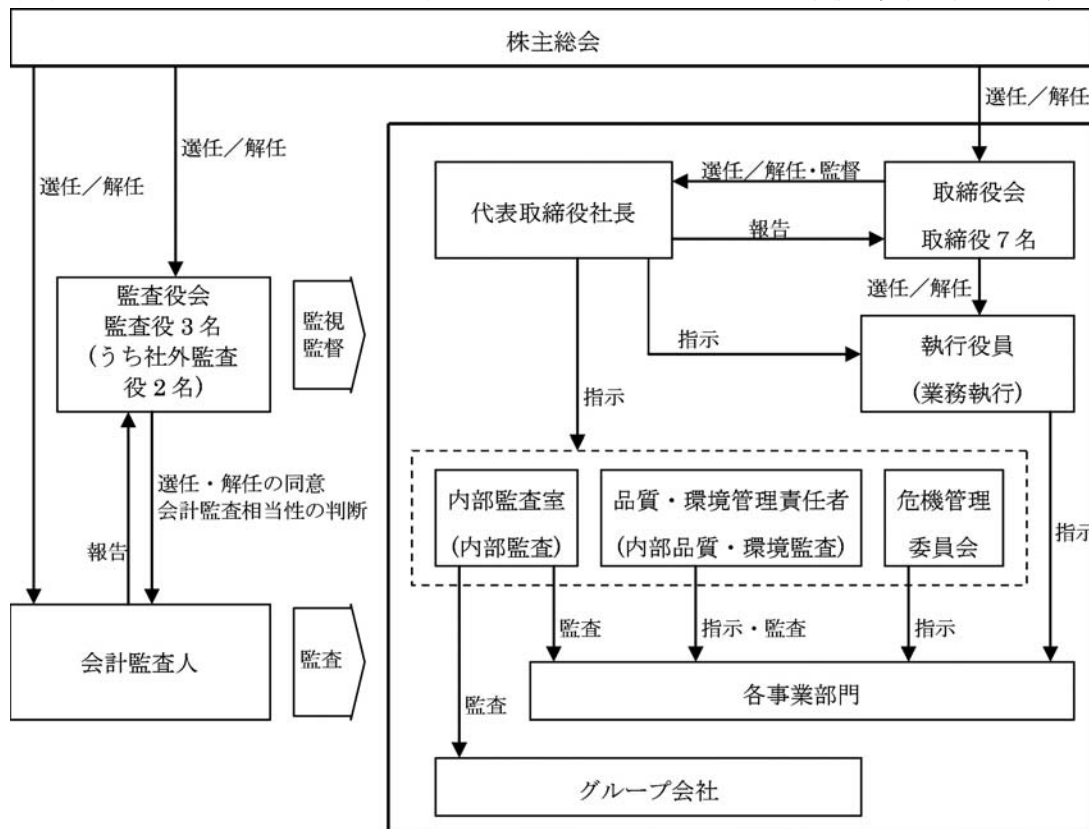 株主総会
選任／解任
選任／解任
選任／解任
代表取締役社長
選任／解任・監督
報告
取締役会
取締役７名
選任／解任
監査役会
監査役３名
(うち社外監査
役２名)
監視
監督
指示
執行役員
(業務執行)
指示
選任・解任の同意
会計監査相当性の判断
報告
内部監査室
(内部監査)
品質・環境管理責任者
(内部品質・環境監査)
危機管理
委員会
指示
会計監査人
監査
監査
指示・監査
指示
各事業部門
監査
グループ会社